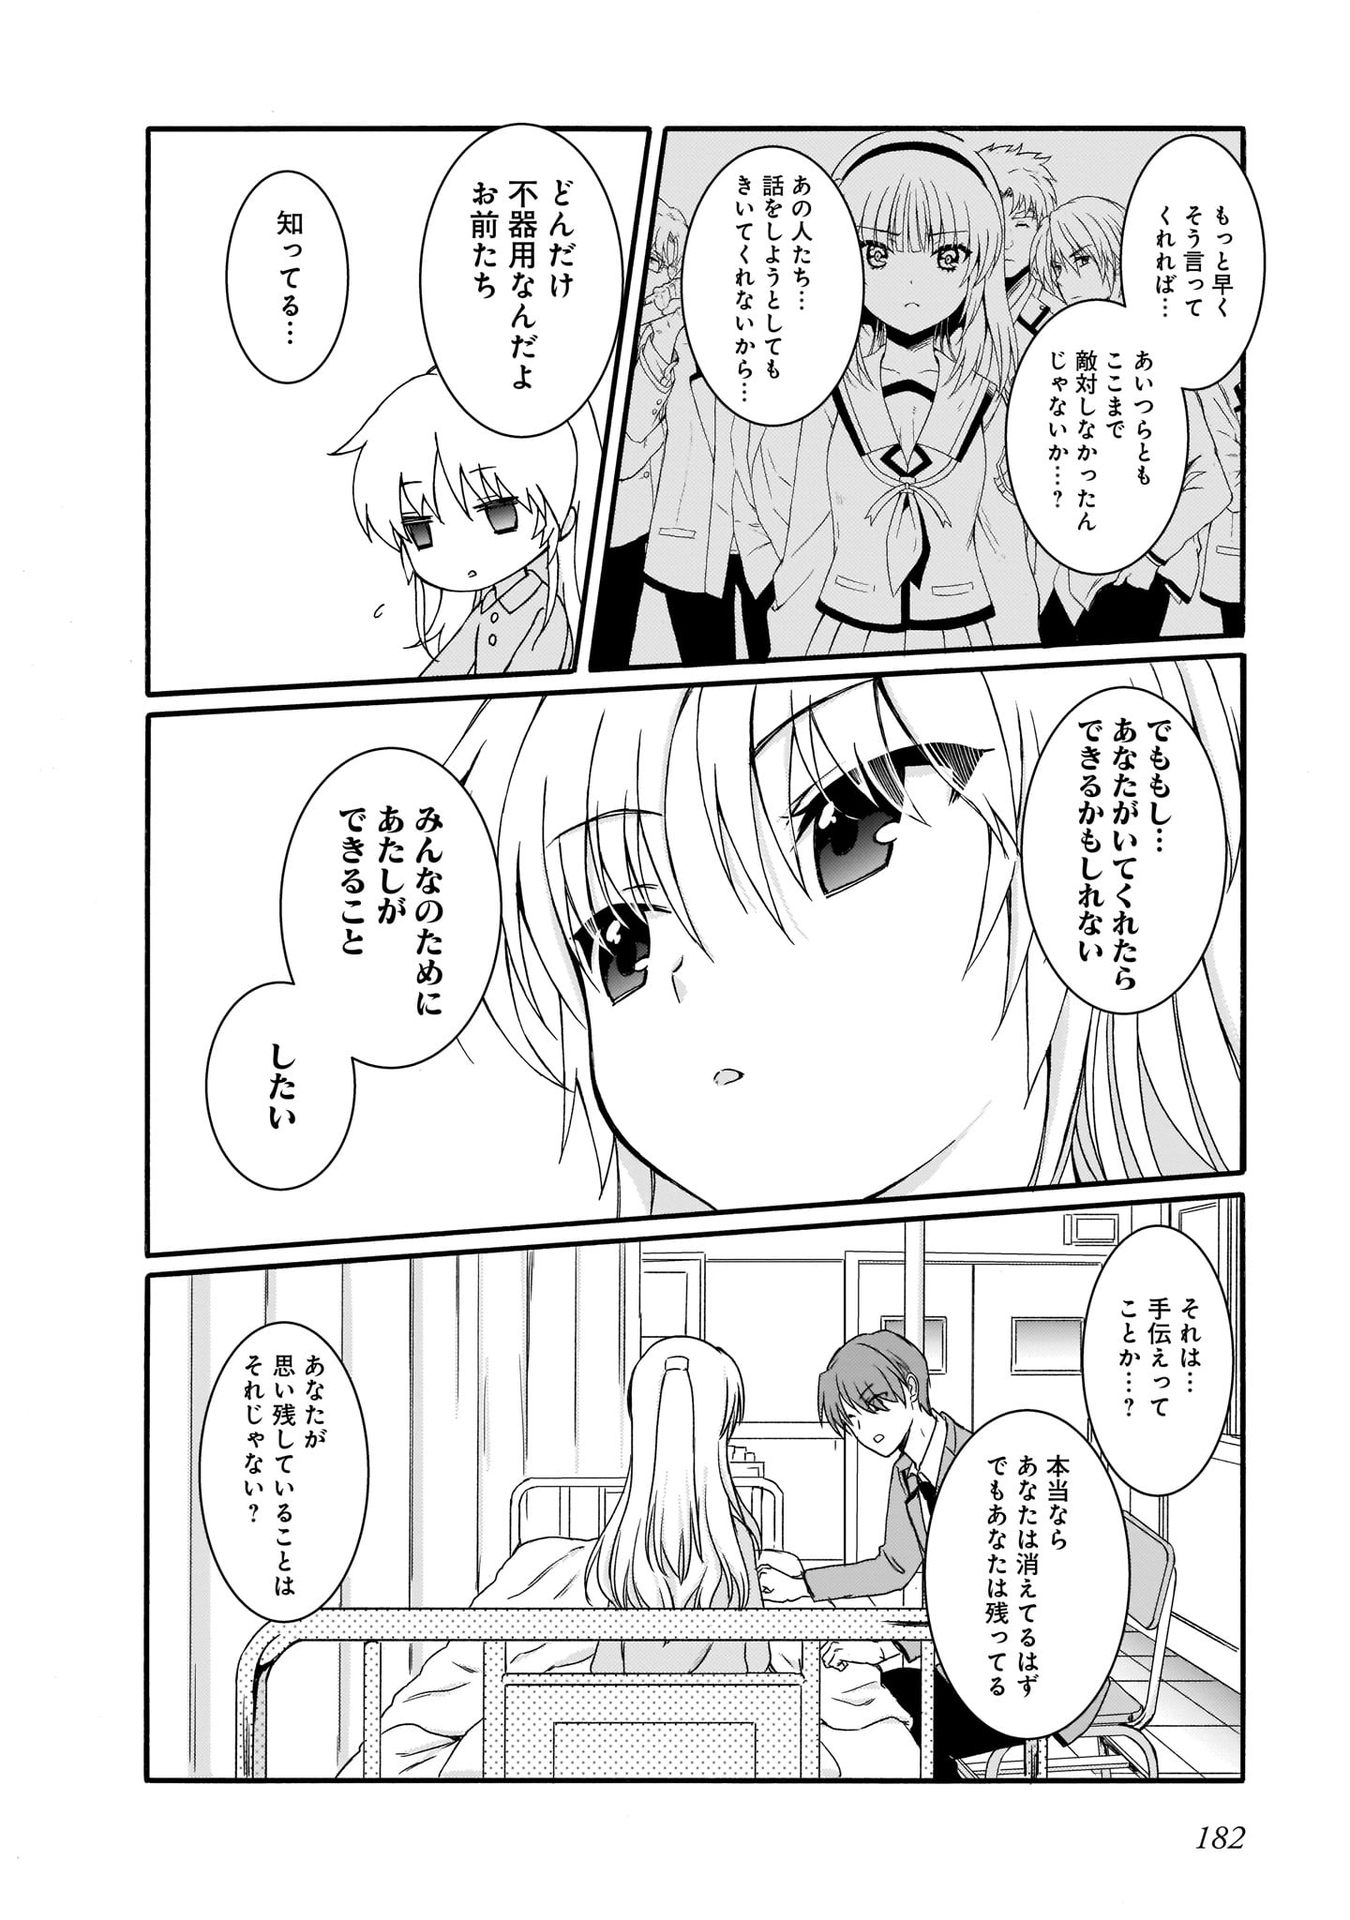 もっと早く
そう言って
くれれば…
あいつらとも
ここまで
敵対しなかったん
じゃないか…?
あの人たち…
話をしようとしても
きいてくれないから…
どんだけ
不器用なんだよ
お前たち
知ってる…
でももし…
あなたがいてくれたら
できるかもしれない
みんなのために
あたしが
できること
したい
それは…
手伝えって
ことか…?
本当なら
あなたは消えてるはず
でもあなたは残ってる
あなたが
思い残していることは
それじゃない?
182